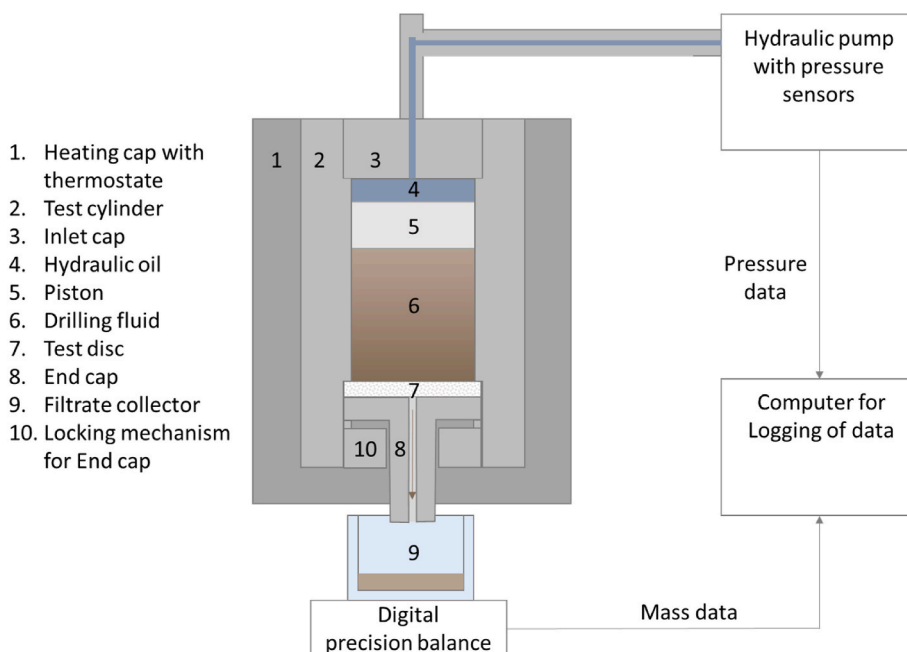 Hydraulic pump
with pressure
sensors
1. Heating cap with
thermostate
2. Test cylinder
3. Inlet cap
4. Hydraulic oil
5. Piston
6. Drilling fluid
7. Test disc
8. End cap
9. Filtrate collector
10. Locking mechanism
for End cap
1
2
3
4
5
6
7
8
10
9
Pressure
data
Computer for
Logging of data
Mass data
Digital
precision balance